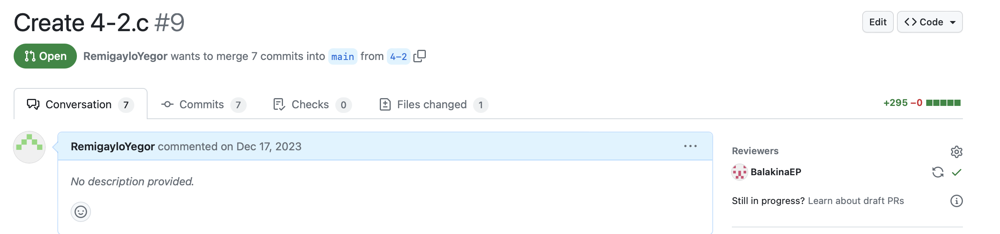 Create 4-2.c #9
Edit
Code
Open
RemigayloYegor wants to merge 7 commits into main from 4-2
Conversation 7
Commits 7
Checks 0
Files changed 1
+295 −0
RemigayloYegor commented on Dec 17, 2023
No description provided.
Reviewers
BalakinaEP
Still in progress? Learn about draft PRs